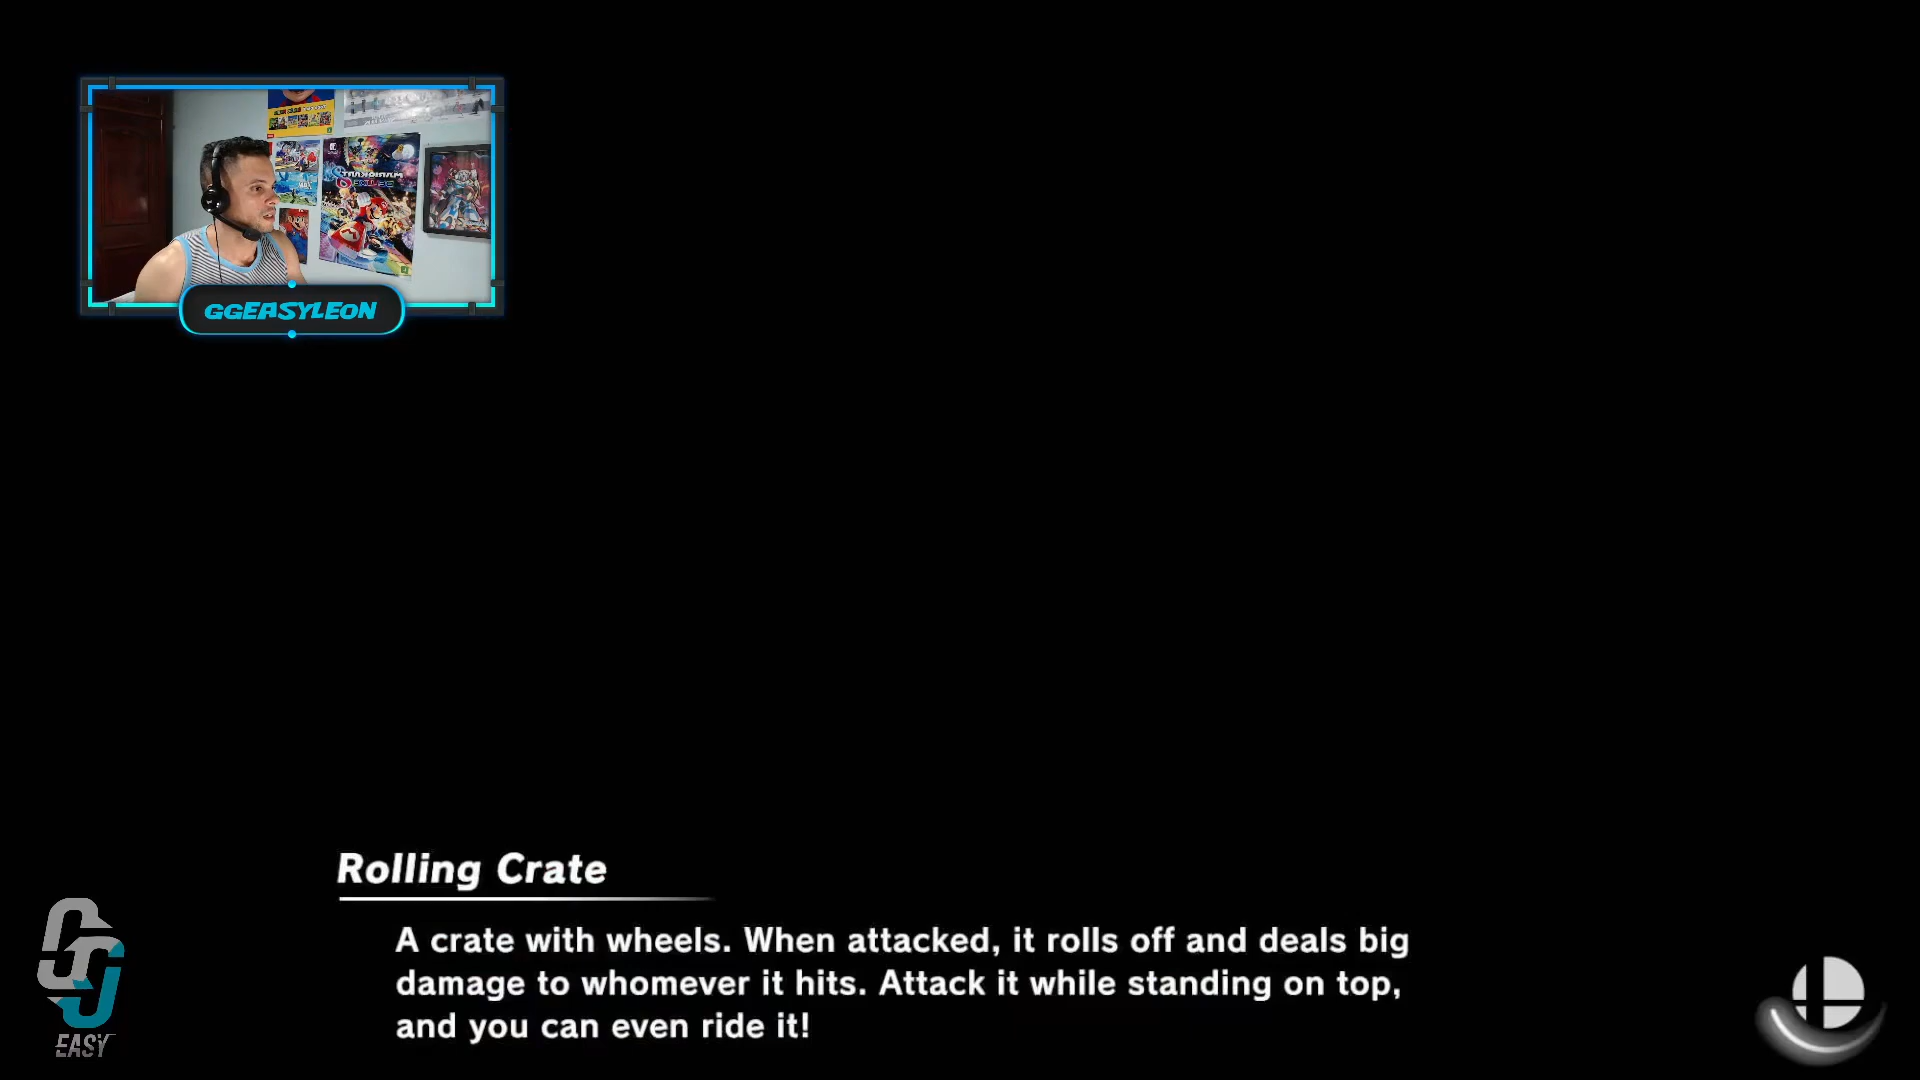 GGEASYLEON
Rolling Crate
A crate with wheels. When attacked, it rolls off and deals big
damage to whomever it hits. Attack it while standing on top,
and you can even ride it!
EASY